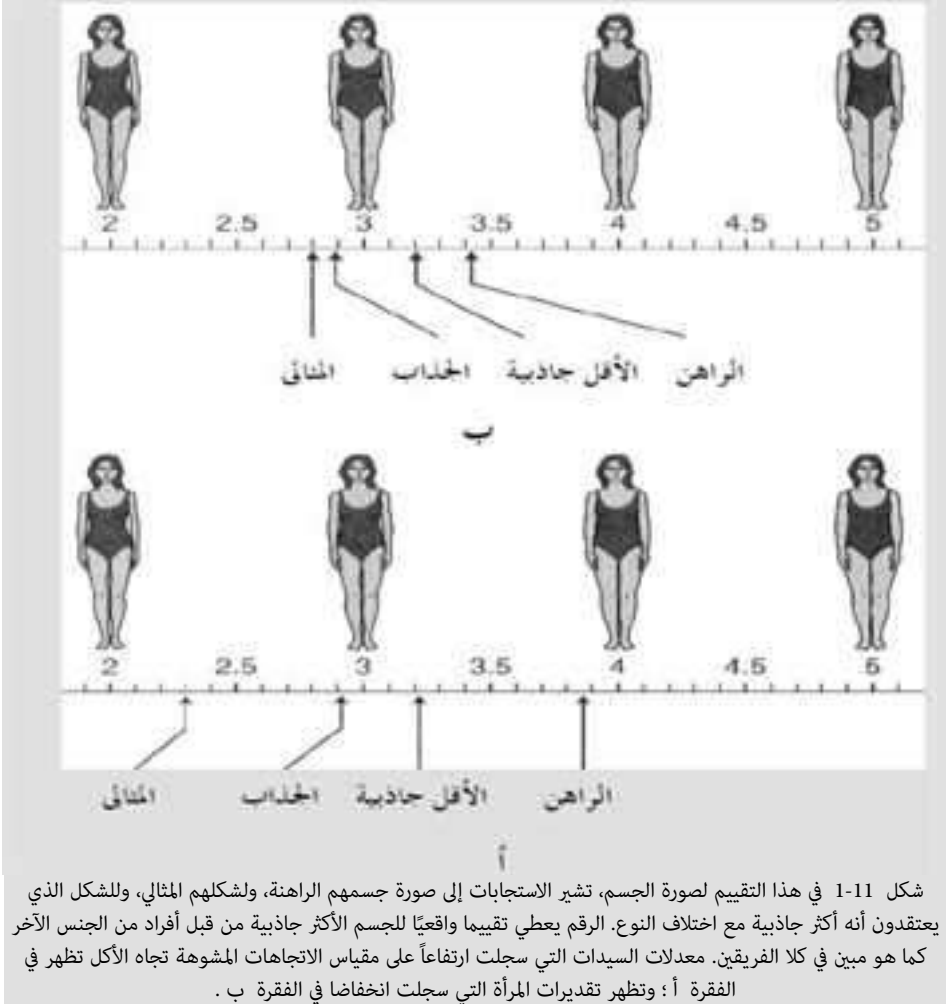 2 2.5 3 3.5 4 4.5 5
الراهن الأقل جاذبية الجذاب المثالى
ب
2 2.5 3 3.5 4 4.5 5
الراهن الأقل جاذبية الجذاب المثالى
أ
شكل 11-1 في هذا التقييم لصورة الجسم، تشير الاستجابات إلى صورة جسمهم الراهنة، ولشكلهم المثالي، وللشكل الذي
يعتقدون أنه أكثر جاذبية مع اختلاف النوع. الرقم يعطي تقييما واقعيًا للجسم الأكثر جاذبية من قبل أفراد من الجنس الآخر
كما هو مبين في كلا الفريقين. معدلات السيدات التي سجلت ارتفاعاً على مقياس الاتجاهات المشوهة تجاه الأكل تظهر في
الفقرة أ ؛ وتظهر تقديرات المرأة التي سجلت انخفاضا في الفقرة ب .